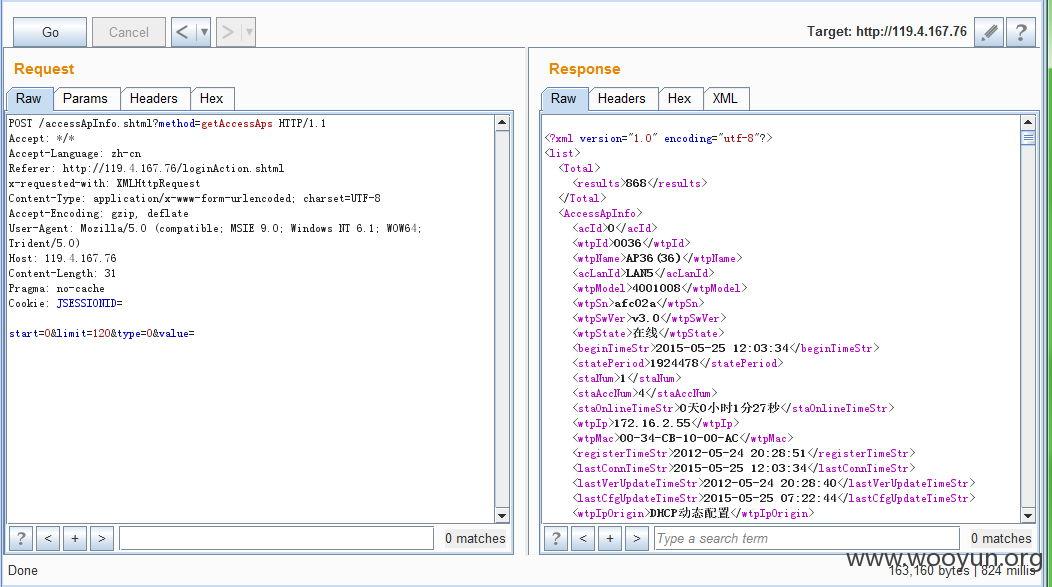 Go
Cancel
<
>
Target: http://119.4.167.76
?
Request
Raw
Params
Headers
Hex
POST /accessApInfo.shtml?method=getAccessAps HTTP/1.1
Accept: */*
Accept-Language: zh-cn
Referer: http://119.4.167.76/loginAction.shtml
x-requested-with: XMLHttpRequest
Content-Type: application/x-www-form-urlencoded; charset=UTF-8
Accept-Encoding: gzip, deflate
User-Agent: Mozilla/5.0 (compatible; MSIE 9.0; Windows NT 6.1; WOW64;
Trident/5.0)
Host: 119.4.167.76
Content-Length: 31
Pragma: no-cache
Cookie: JSESSIONID=
start=0&limit=120&type=0&value=
?
<
+
>
0 matches
Response
Raw
Headers
Hex
XML
<?xml version="1.0" encoding="utf-8"?>
<list>
<Total>
<results>868</results>
</Total>
<AccessApInfo>
<acId>0</acId>
<wtpId>0036</wtpId>
<wtpName>AP36(36)</wtpName>
<acLanId>LAN5</acLanId>
<wtpModel>4001008</wtpModel>
<wtpSn>afc02a</wtpSn>
<wtpSwVer>v3.0</wtpSwVer>
<wtpState>在线</wtpState>
<beginTimeStr>2015-05-25 12:03:34</beginTimeStr>
<statePeriod>1924478</statePeriod>
<staNum>1</staNum>
<staAccNum>4</staAccNum>
<staOnlineTimeStr>0天0小时1分27秒</staOnlineTimeStr>
<wtpIp>172.16.2.55</wtpIp>
<wtpMac>00-34-CB-10-00-AC</wtpMac>
<registerTimeStr>2012-05-24 20:28:51</registerTimeStr>
<lastConnTimeStr>2015-05-25 12:03:34</lastConnTimeStr>
<lastVerUpdateTimeStr>2012-05-24 20:28:40</lastVerUpdateTimeStr>
<lastCfgUpdateTimeStr>2015-05-25 07:22:44</lastCfgUpdateTimeStr>
<wtpIpOrigin>DHCP动态配置</wtpIpOrigin>
?
<
+
>
Type a search term
0 matches
www.wooyun.org
Done
163,160 bytes | 824 millis